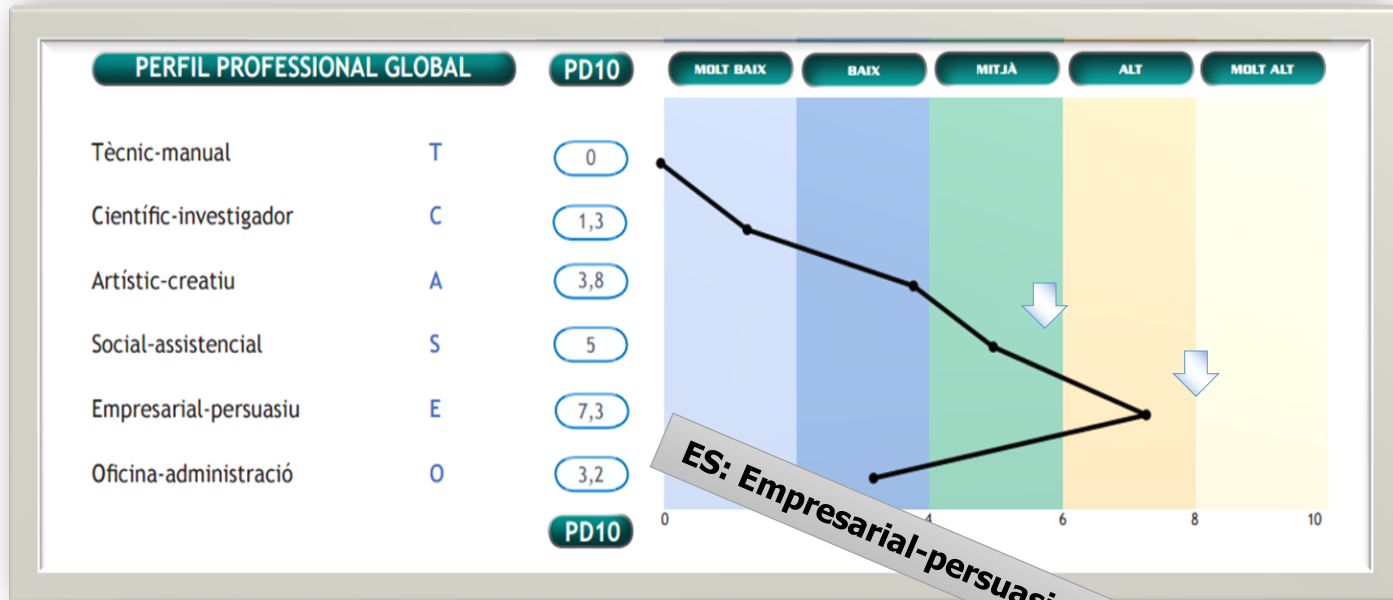 PERFIL PROFESSIONAL GLOBAL PD10 MOLT BAIX BAIX MITJÀ ALT MOLT ALT
Tècnic-manual T 0
Científic-investigador C 1,3
Artístic-creatiu A 3,8
Social-assistencial S 5
Empresarial-persuasiu E 7,3
Oficina-administració O 3,2
PD10 0 4 6 8 10
ES: Empresarial-persuasi